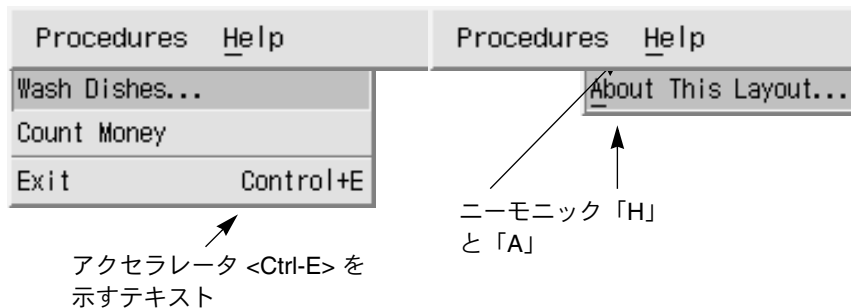 Procedures Help
Procedures Help
Wash Dishes...
Count Money
Exit Control+E
About This Layout...
アクセラレータ <Ctrl-E> を
示すテキスト
ニーモニック「H」
と「A」